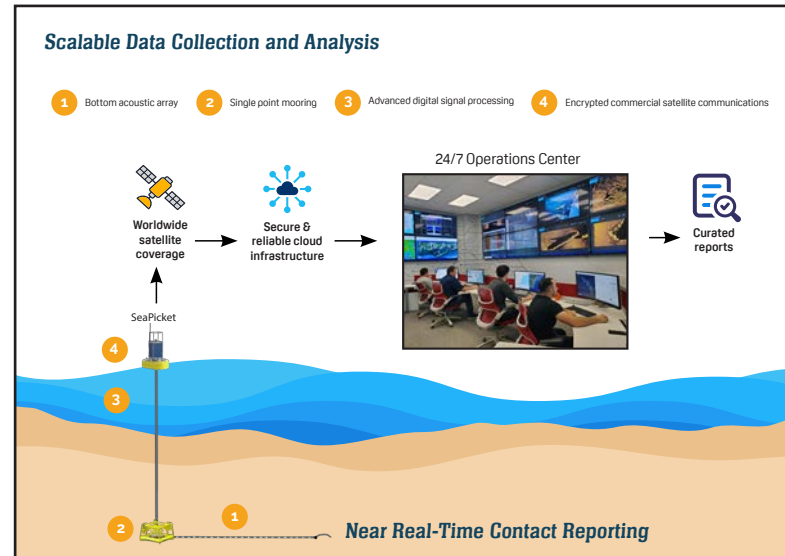 Scalable Data Collection and Analysis
1 Bottom acoustic array
2 Single point mooring
3 Advanced digital signal processing
4 Encrypted commercial satellite communications
24/7 Operations Center
Worldwide
satellite
coverage
Secure &
reliable cloud
infrastructure
Curated
reports
SeaPicket
4
3
2
1
Near Real-Time Contact Reporting